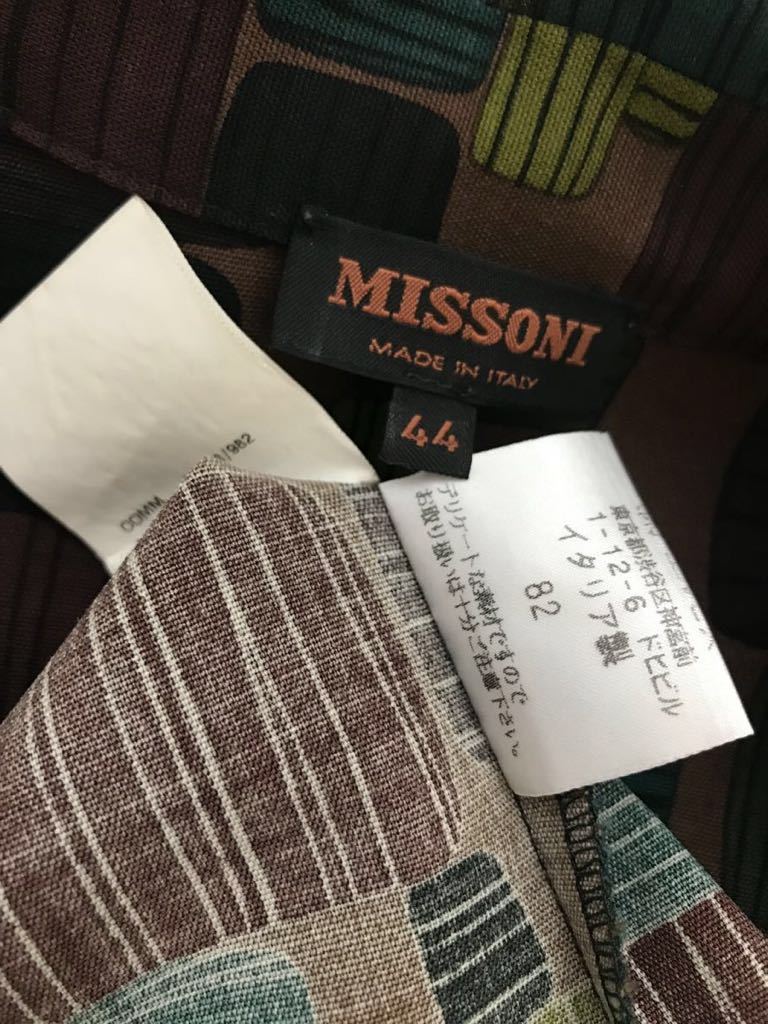 MISSONI
MADE IN ITALY
44
COMM. 1/982
東京都渋谷区神宮前
1-12-6 ドヒビル
イタリア製
82
デリケートな素材ですので
お取り扱いは十分ご注意下さい。